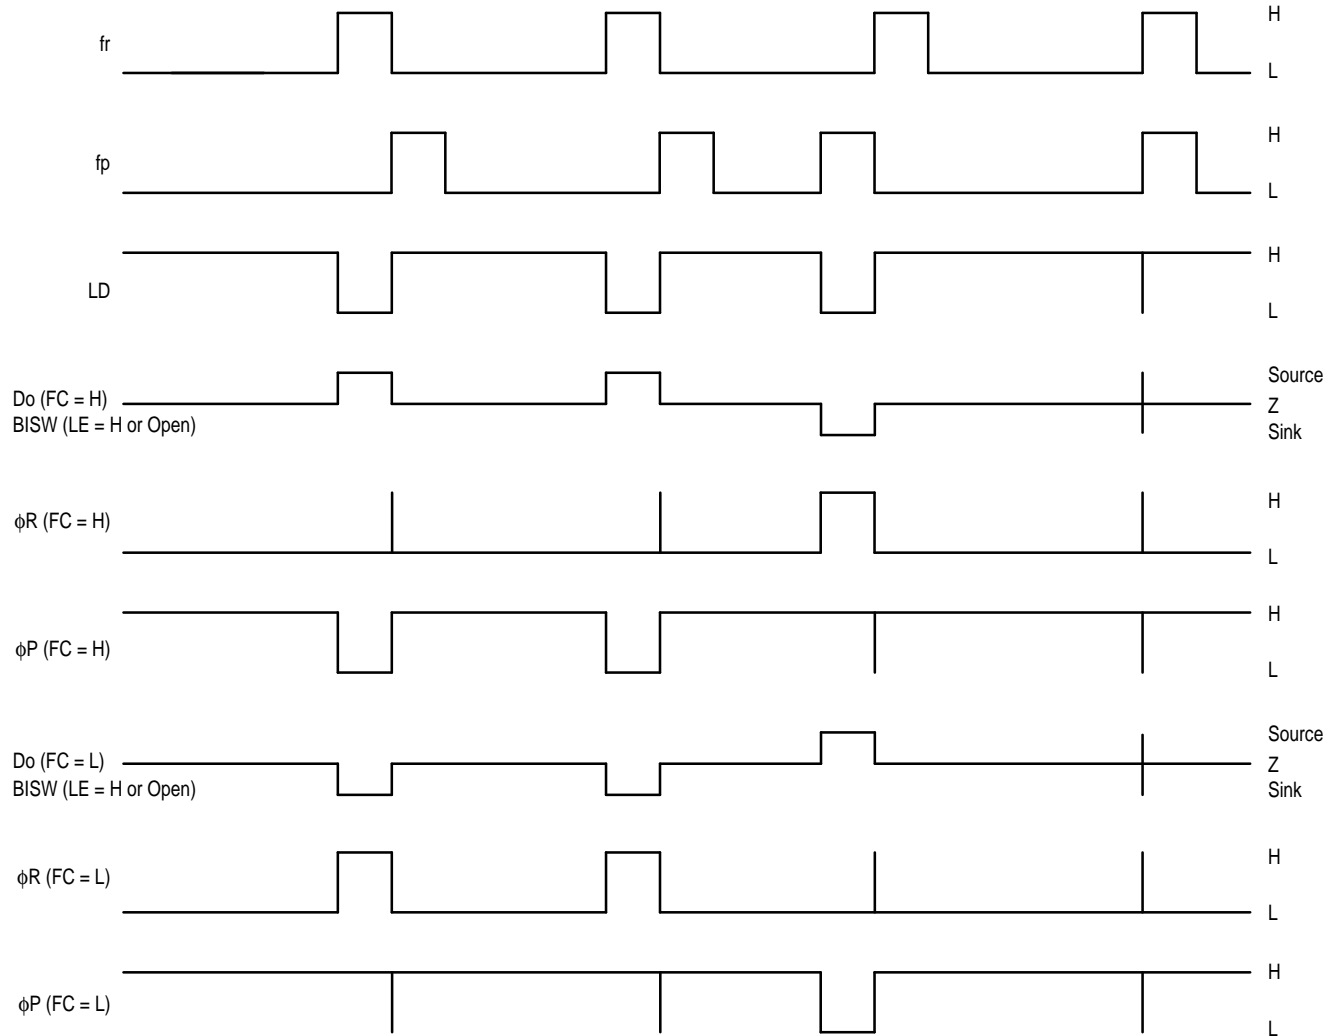 H
fr
L
H
fp
L
H
LD
L
Source
Do (FC = H)
Z
BISW (LE = H or Open)
Sink
H
ϕR (FC = H)
L
H
ϕP (FC = H)
L
Source
Do (FC = L)
Z
BISW (LE = H or Open)
Sink
H
ϕR (FC = L)
L
H
ϕP (FC = L)
L